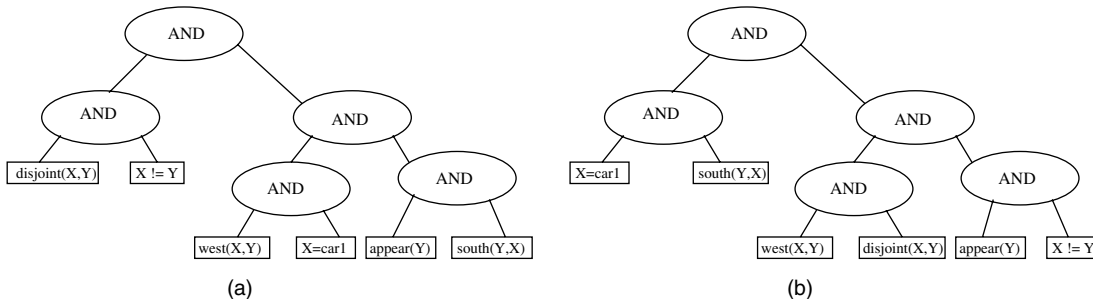 AND AND
AND AND AND AND
disjoint(X,Y) X != Y AND AND X=car1 south(Y,X) AND AND
west(X,Y) X=car1 appear(Y) south(Y,X) west(X,Y) disjoint(X,Y) appear(Y) X != Y
(a) (b)